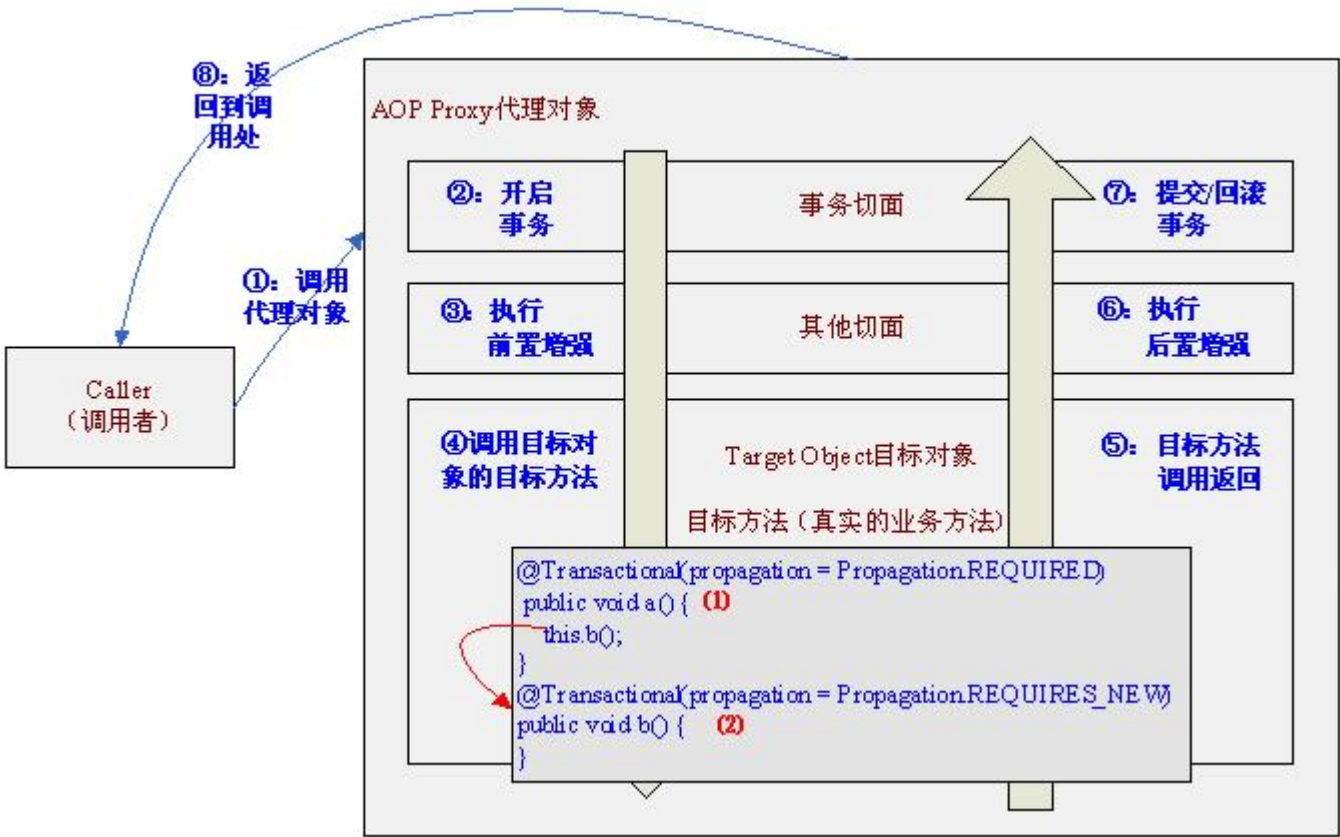 ⑧：返
回到调
用处
AOP Proxy代理对象
②：开启
事务
事务切面
⑦：提交/回滚
事务
①：调用
代理对象
③：执行
前置增强
其他切面
⑥：执行
后置增强
Caller
（调用者）
④调用目标对
象的目标方法
Target Object目标对象
⑤：目标方法
调用返回
目标方法（真实的业务方法）
@Transactional(propagation = Propagation.REQUIRED)
public void a() { (1)
this.b();
}
@Transactional(propagation = Propagation.REQUIRES_NEW)
public void b() { (2)
}